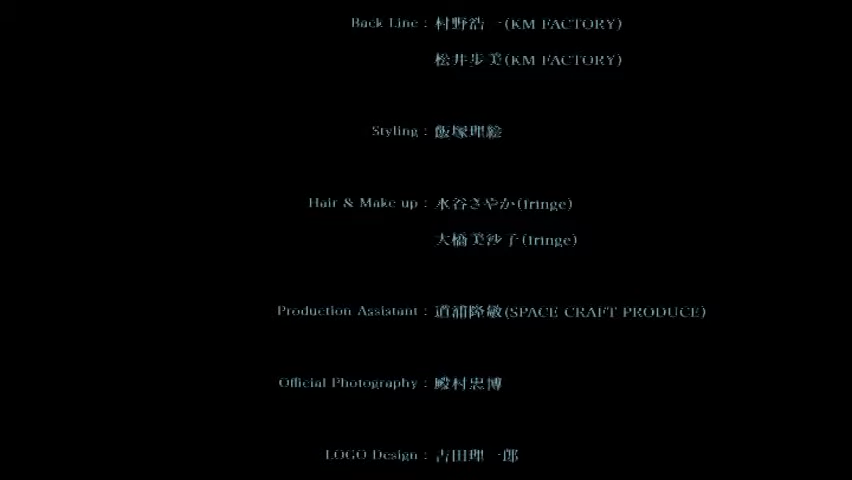 Back Line : 村野浩一(KM FACTORY)
松井歩美(KM FACTORY)
Styling : 飯塚理絵
Hair & Make up : 水谷さやか(fringe)
大橋美沙子(fringe)
Production Assistant : 道浦隆敏(SPACE CRAFT PRODUCE)
Official Photography : 殿村忠博
LOGO Design : 吉田理一郎